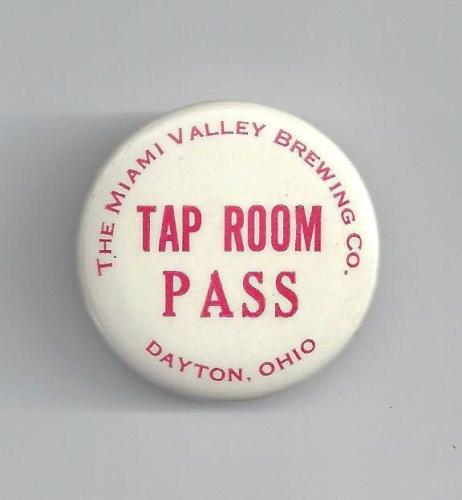 THE MIAMI VALLEY BREWING CO.
TAP ROOM
PASS
DAYTON, OHIO